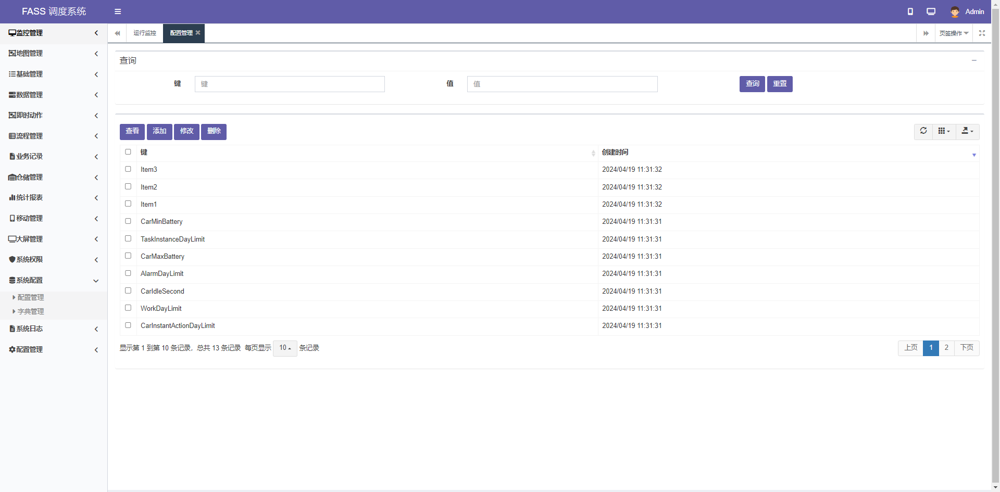 FASS 调度系统
Admin
监控管理
地图管理
基础管理
数据管理
即时动作
流程管理
业务记录
仓储管理
统计报表
移动管理
大屏管理
系统权限
系统配置
配置管理
字典管理
系统日志
配置管理
运行监控 配置管理 页签操作
查询
键 键 值 值 查询 重置
查看 添加 修改 删除
键 创建时间
Item3 2024/04/19 11:31:32
Item2 2024/04/19 11:31:32
Item1 2024/04/19 11:31:32
CarMinBattery 2024/04/19 11:31:31
TaskInstanceDayLimit 2024/04/19 11:31:31
CarMaxBattery 2024/04/19 11:31:31
AlarmDayLimit 2024/04/19 11:31:31
CarIdleSecond 2024/04/19 11:31:31
WorkDayLimit 2024/04/19 11:31:31
CarInstantActionDayLimit 2024/04/19 11:31:31
显示第 1 到第 10 条记录，总共 13 条记录 每页显示 10 条记录 上页 1 2 下页